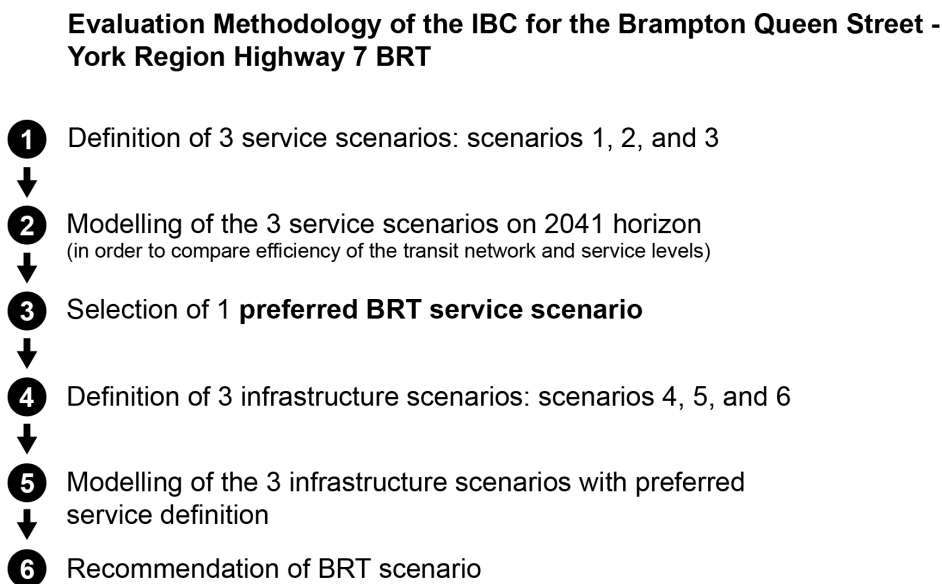 Evaluation Methodology of the IBC for the Brampton Queen Street -
York Region Highway 7 BRT
1 Definition of 3 service scenarios: scenarios 1, 2, and 3
2 Modelling of the 3 service scenarios on 2041 horizon
(in order to compare efficiency of the transit network and service levels)
3 Selection of 1 preferred BRT service scenario
4 Definition of 3 infrastructure scenarios: scenarios 4, 5, and 6
5 Modelling of the 3 infrastructure scenarios with preferred
service definition
6 Recommendation of BRT scenario